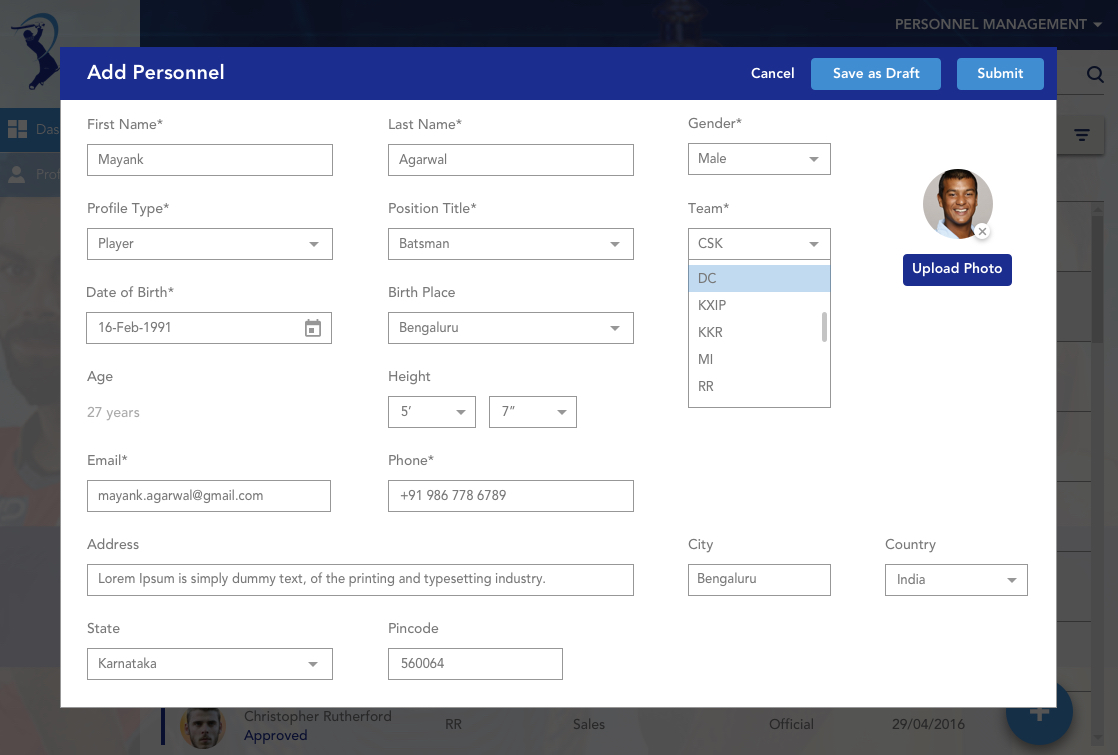 PERSONNEL MANAGEMENT
Add Personnel
Cancel
Save as Draft
Submit
First Name*
Last Name*
Gender*
Mayank
Agarwal
Male
Profile Type*
Position Title*
Team*
Player
Batsman
CSK
DC
KXIP
KKR
MI
RR
Upload Photo
Date of Birth*
Birth Place
16-Feb-1991
Bengaluru
Age
Height
27 years
5’
7”
Email*
Phone*
mayank.agarwal@gmail.com
+91 986 778 6789
Address
City
Country
Lorem Ipsum is simply dummy text, of the printing and typesetting industry.
Bengaluru
India
State
Pincode
Karnataka
560064
Christopher Rutherford
Approved
RR
Sales
Official
29/04/2016